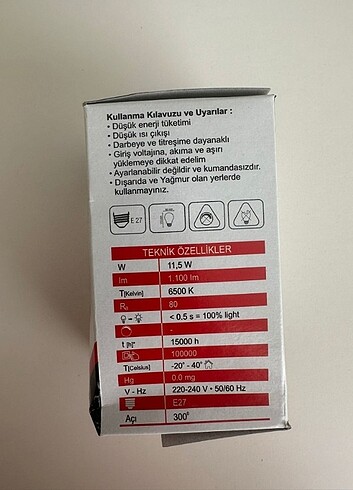 Kullanma Kılavuzu ve Uyarılar :
• Düşük enerji tüketimi
• Düşük ısı çıkışı
• Darbeye ve titreşime dayanaklı
• Giriş voltajına, akıma ve aşırı
yüklemeye dikkat edelim
• Ayarlanabilir değildir ve kumandasızdır.
• Dışarıda ve Yağmur olan yerlerde
kullanmayınız.
E 27
TEKNİK ÖZELLİKLER
W 11,5 W
lm 1.100 lm
T[Kelvin] 6500 K
Ra 80
< 0.5 s = 100% light
-
t [h]* 15000 h
100000
T[Celsius] -20° - 40°
Hg 0.0 mg
V - Hz 220-240 V • 50/60 Hz
E27
Açı 300°